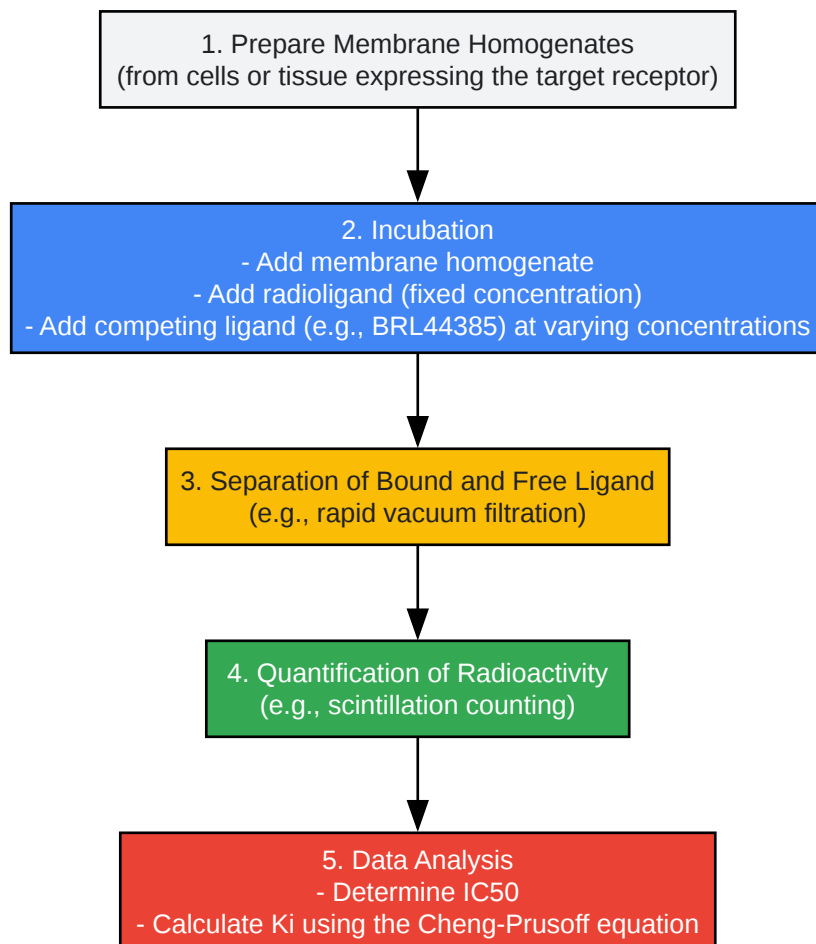 1. Prepare Membrane Homogenates
(from cells or tissue expressing the target receptor)
2. Incubation
- Add membrane homogenate
- Add radioligand (fixed concentration)
- Add competing ligand (e.g., BRL44385) at varying concentrations
3. Separation of Bound and Free Ligand
(e.g., rapid vacuum filtration)
4. Quantification of Radioactivity
(e.g., scintillation counting)
5. Data Analysis
- Determine IC50
- Calculate Ki using the Cheng-Prusoff equation